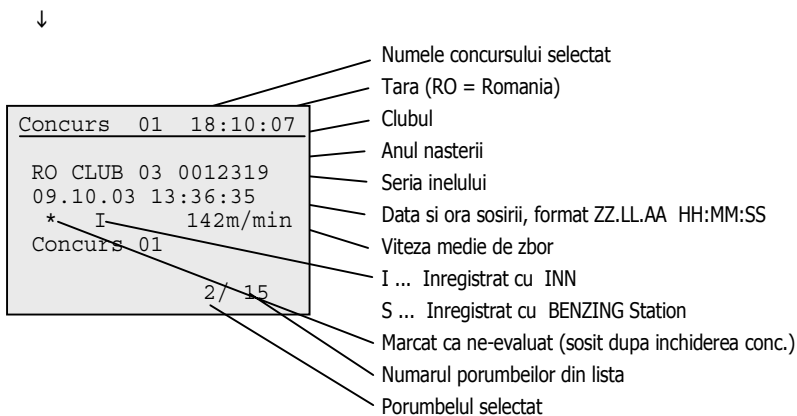 ↓
Concurs 01 18:10:07
RO CLUB 03 0012319
09.10.03 13:36:35
* I 142m/min
Concurs 01
2/ 15
Numele concursului selectat
Tara (RO = Romania)
Clubul
Anul nasterii
Seria inelului
Data si ora sosirii, format ZZ.LL.AA HH:MM:SS
Viteza medie de zbor
I ... Inregistrat cu INN
S ... Inregistrat cu BENZING Station
Marcat ca ne-evaluat (sosit dupa inchiderea conc.)
Numarul porumbeilor din lista
Porumbelul selectat